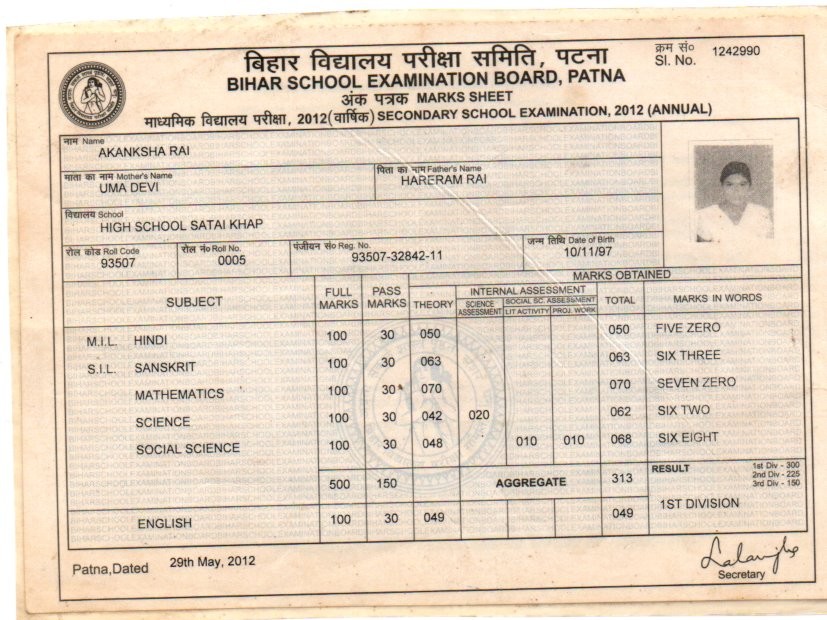 बिहार विद्यालय परीक्षा समिति, पटना
क्रम सं० 1242990
Sl. No.
BIHAR SCHOOL EXAMINATION BOARD, PATNA
अंक पत्रक MARKS SHEET
माध्यमिक विद्यालय परीक्षा, 2012(वार्षिक) SECONDARY SCHOOL EXAMINATION, 2012 (ANNUAL)
नाम Name
AKANKSHA RAI
माता का नाम Mother's Name पिता का नाम Father's Name
UMA DEVI HARERAM RAI
विद्यालय School
HIGH SCHOOL SATAI KHAP
रोल कोड Roll Code रोल नं० Roll No. पंजीयन सं० Reg. No. जन्म तिथि Date of Birth
93507 0005 93507-32842-11 10/11/97
MARKS OBTAINED
SUBJECT FULL MARKS PASS MARKS THEORY INTERNAL ASSESSMENT TOTAL MARKS IN WORDS
SCIENCE ASSESSMENT SOCIAL SC. ASSESSMENT
LIT ACTIVITY PROJ. WORK
M.I.L. HINDI 100 30 050 050 FIVE ZERO
S.I.L. SANSKRIT 100 30 063 063 SIX THREE
MATHEMATICS 100 30 070 070 SEVEN ZERO
SCIENCE 100 30 042 020 062 SIX TWO
SOCIAL SCIENCE 100 30 048 010 010 068 SIX EIGHT
500 150 AGGREGATE 313 RESULT 1st Div - 300
2nd Div - 225
3rd Div - 150
1ST DIVISION
ENGLISH 100 30 049 049
Patna,Dated 29th May, 2012
Secretary